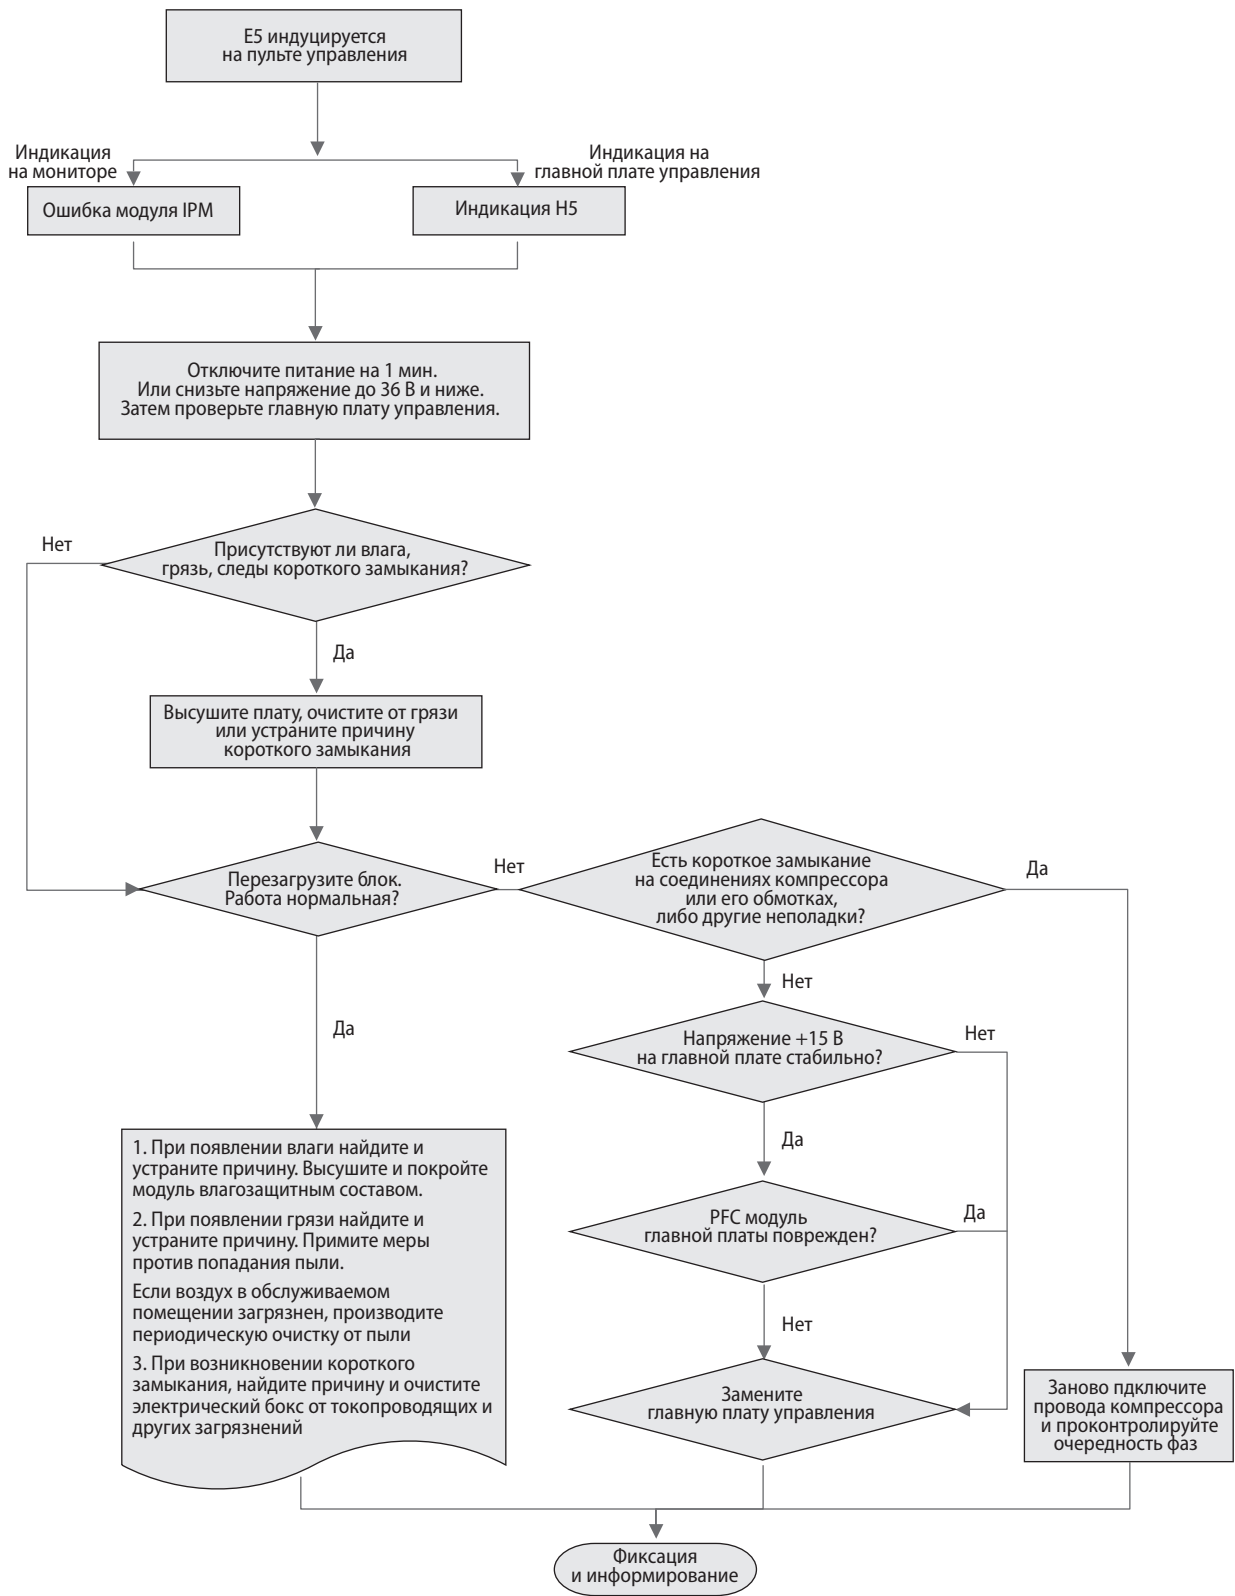 E5 индуцируется
на пульте управления
Индикация
на мониторе
Индикация на
главной плате управления
Ошибка модуля IPM
Индикация H5
Отключите питание на 1 мин.
Или снизьте напряжение до 36 В и ниже.
Затем проверьте главную плату управления.
Нет
Присутствуют ли влага,
грязь, следы короткого замыкания?
Да
Высушите плату, очистите от грязи
или устраните причину
короткого замыкания
Перезагрузите блок.
Работа нормальная?
Нет
Есть короткое замыкание
на соединениях компрессора
или его обмотках,
либо другие неполадки?
Да
Нет
Да
Напряжение +15 В
на главной плате стабильно?
Нет
Да
1. При появлении влаги найдите и
устраните причину. Высушите и покройте
модуль влагозащитным составом.
2. При появлении грязи найдите и
устраните причину. Примите меры
против попадания пыли.
Если воздух в обслуживаемом
помещении загрязнен, производите
периодическую очистку от пыли
3. При возникновении короткого
замыкания, найдите причину и очистите
электрический бокс от токопроводящих и
других загрязнений
PFC модуль
главной платы поврежден?
Да
Нет
Замените
главную плату управления
Заново пдключите
провода компрессора
и проконтролируйте
очередность фаз
Фиксация
и информирование